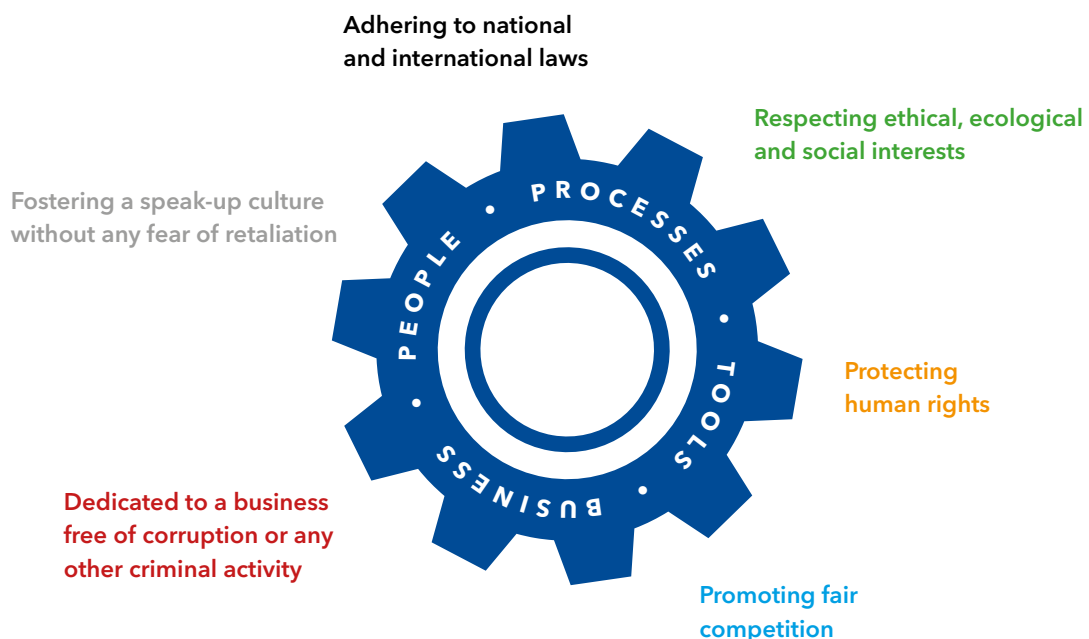 Adhering to national
and international laws
Respecting ethical, ecological
and social interests
Fostering a speak-up culture
without any fear of retaliation
PEOPLE • PROCESSES • TOOLS • BUSINESS •
Protecting
human rights
Dedicated to a business
free of corruption or any
other criminal activity
Promoting fair
competition